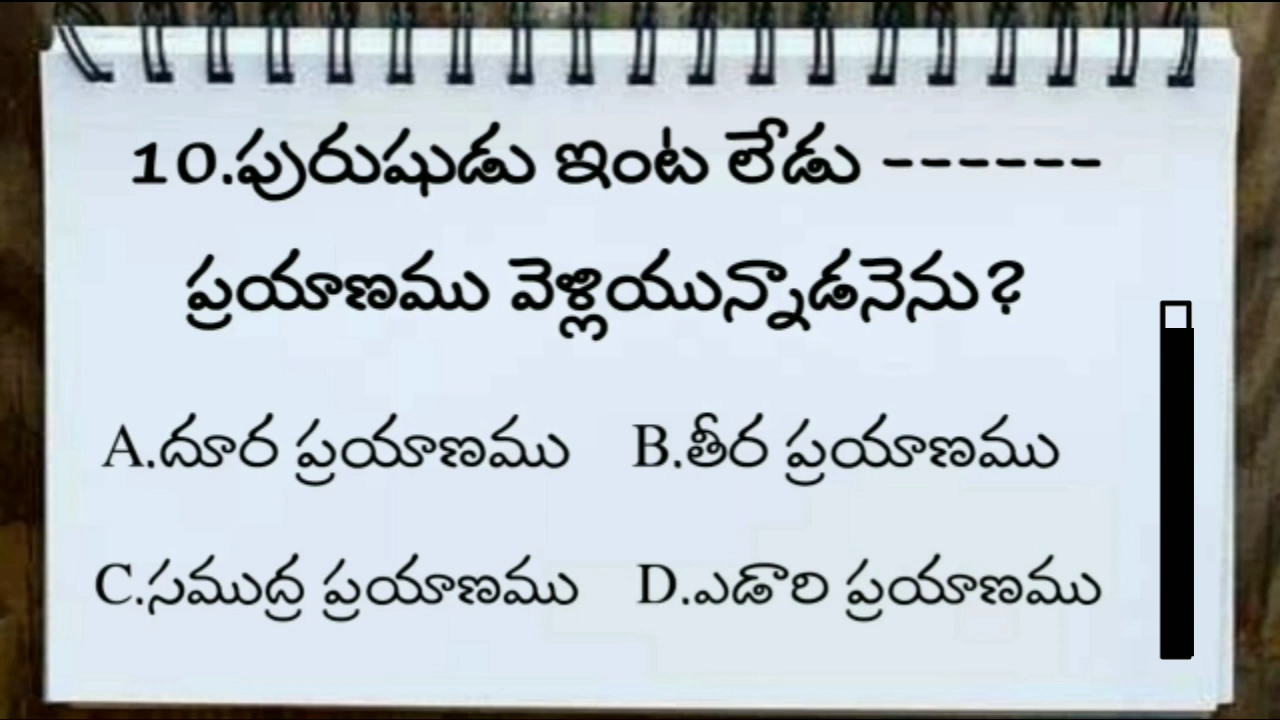 10.పురుషుడు ఇంట లేడు ------
ప్రయాణము వెళ్లియున్నాడనెను?
A.దూర ప్రయాణము B.తీర ప్రయాణము
C.సముద్ర ప్రయాణము D.ఎడారి ప్రయాణము